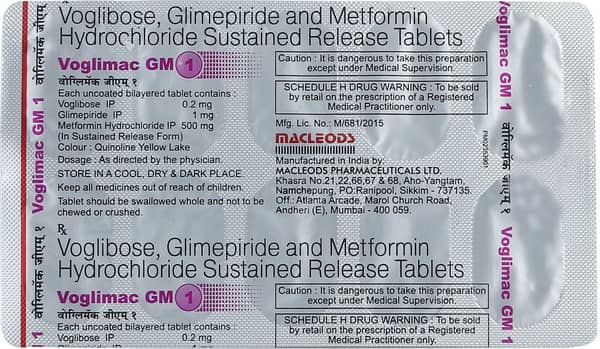 Voglibose, Glimepiride and Metformin
Hydrochloride Sustained Release Tablets
Voglimac GM 1
वोग्लिमॅक जीएम् १
Each uncoated bilayered tablet contains :
Voglibose IP 0.2 mg
Glimepiride IP 1 mg
Metformin Hydrochloride IP 500 mg
(In Sustained Release Form)
Colour : Quinoline Yellow Lake
Dosage : As directed by the physician.
STORE IN A COOL, DRY & DARK PLACE.
Keep all medicines out of reach of children.
Tablet should be swallowed whole and not to be
chewed or crushed.
Caution : It is dangerous to take this preparation
except under Medical Supervision.
SCHEDULE H DRUG WARNING : To be sold
by retail on the prescription of a Registered
Medical Practitioner only.
Mfg. Lic. No.: M/681/2015
MACLEODS
Manufactured in India by:
MACLEODS PHARMACEUTICALS LTD.
Khasra No.21,22,66,67 & 68, Aho-Yangtam,
Namchepung, PO:Ranipool, Sikkim - 737135.
Off.: Atlanta Arcade, Marol Church Road,
Andheri (E), Mumbai - 400 059.
Voglimac GM 1 वोग्लिमॅक जीएम् १
Voglimac GM 1 वोग्लिमॅक जीएम् १
Rx
Voglibose, Glimepiride and Metformin
Hydrochloride Sustained Release Tablets
Voglimac GM 1
वोग्लिमॅक जीएम् १
Each uncoated bilayered tablet contains :
Voglibose IP 0.2 mg
Glimepiride IP 1 mg
Caution : It is dangerous to take this preparation
except under Medical Supervision.
SCHEDULE H DRUG WARNING : To be sold
by retail on the prescription of a Registered
Medical Practitioner only.
वोग्लिमॅक जीएम् १
M 1
Voglimac GM 1